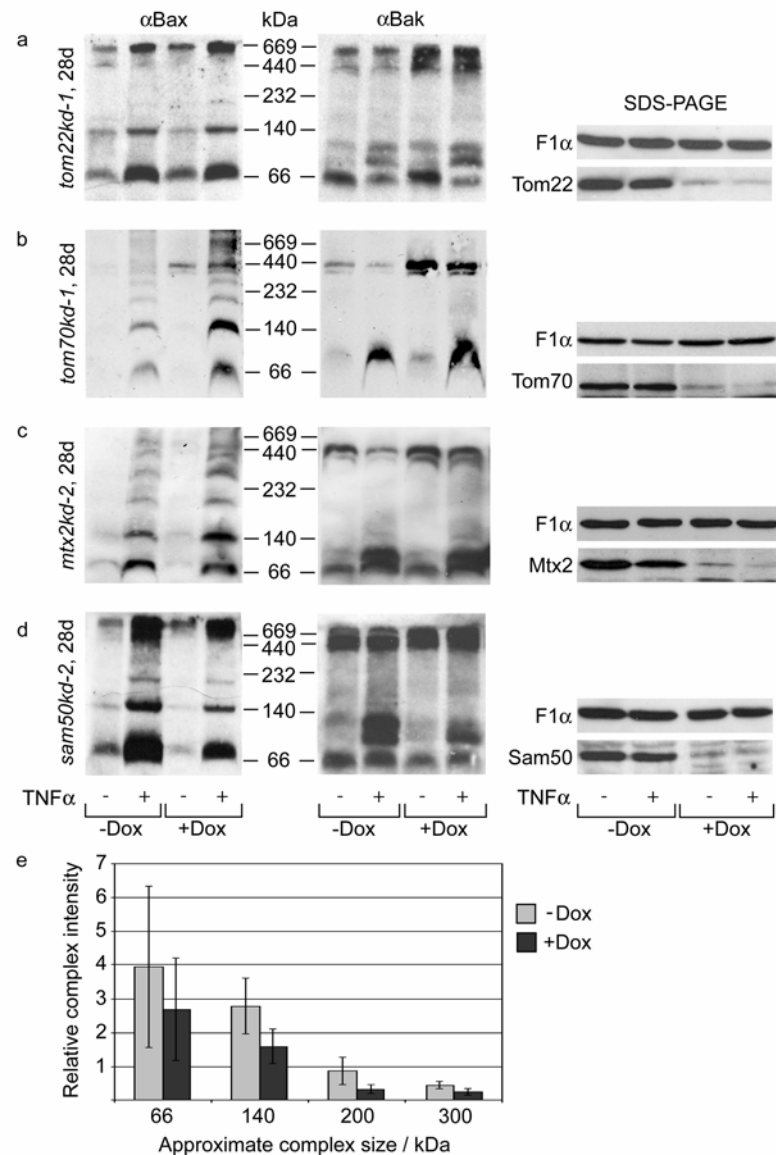 αBax kDa αBak
a
tom22kd-1, 28d
669
440
232
140
66
SDS-PAGE
F1α
Tom22
b
tom70kd-1, 28d
669
440
232
140
66
F1α
Tom70
c
mtx2kd-2, 28d
669
440
232
140
66
F1α
Mtx2
d
sam50kd-2, 28d
669
440
232
140
66
F1α
Sam50
TNFα - + - + - + - + TNFα - + - +
-Dox +Dox -Dox +Dox -Dox +Dox
e
Relative complex intensity
7
6
5
4
3
2
1
66 140 200 300
Approximate complex size / kDa
-Dox
+Dox